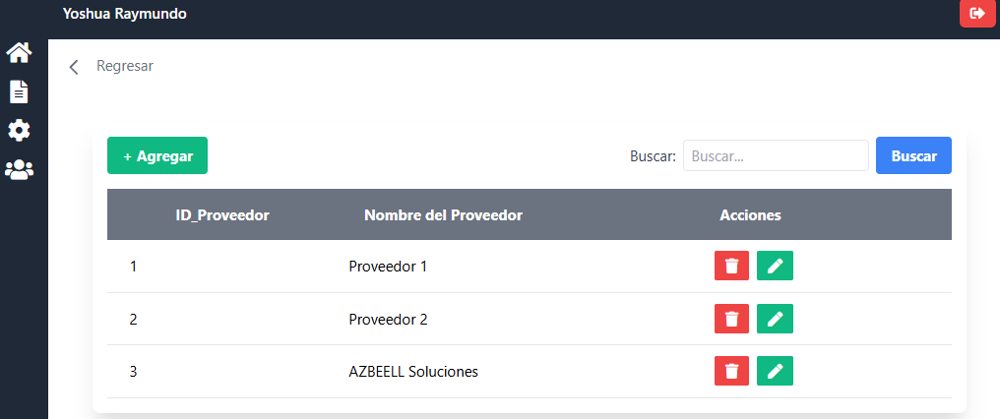 Yoshua Raymundo
Regresar
+ Agregar
Buscar: Buscar... Buscar
ID_Proveedor Nombre del Proveedor Acciones
1 Proveedor 1
2 Proveedor 2
3 AZBEELL Soluciones